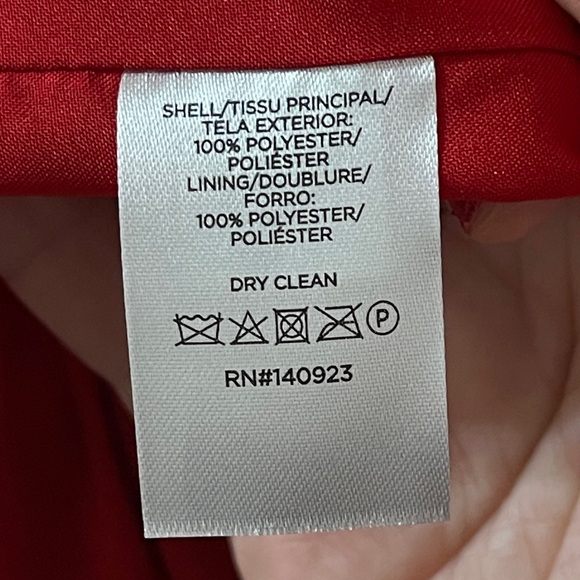 SHELL/TISSU PRINCIPAL/
TELA EXTERIOR:
100% POLYESTER/
POLIÉSTER
LINING/DOUBLURE/
FORRO:
100% POLYESTER/
POLIÉSTER
DRY CLEAN
P
RN#140923